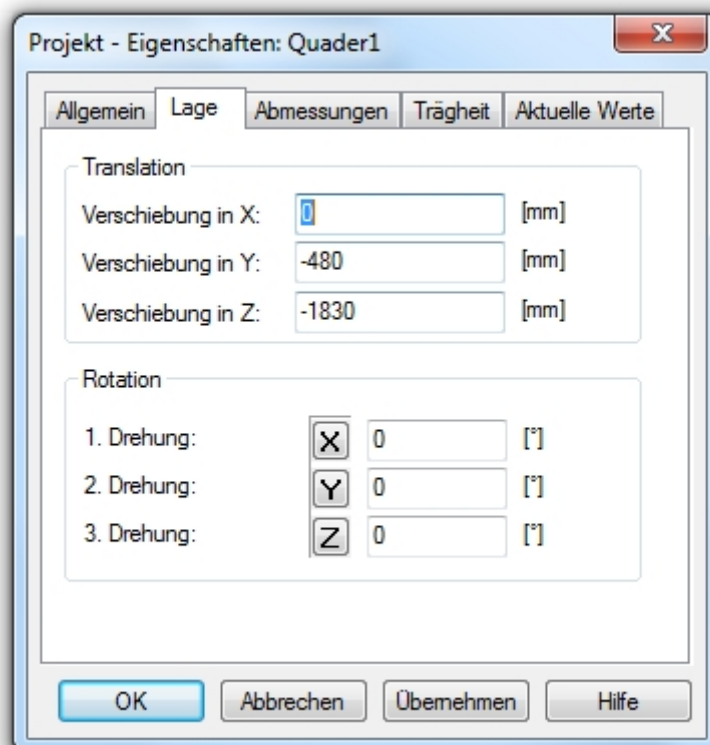 Projekt - Eigenschaften: Quader1
Allgemein Lage Abmessungen Trägheit Aktuelle Werte
Translation
Verschiebung in X: 0 [mm]
Verschiebung in Y: -480 [mm]
Verschiebung in Z: -1830 [mm]
Rotation
1. Drehung: X 0 [°]
2. Drehung: Y 0 [°]
3. Drehung: Z 0 [°]
OK Abbrechen Übernehmen Hilfe